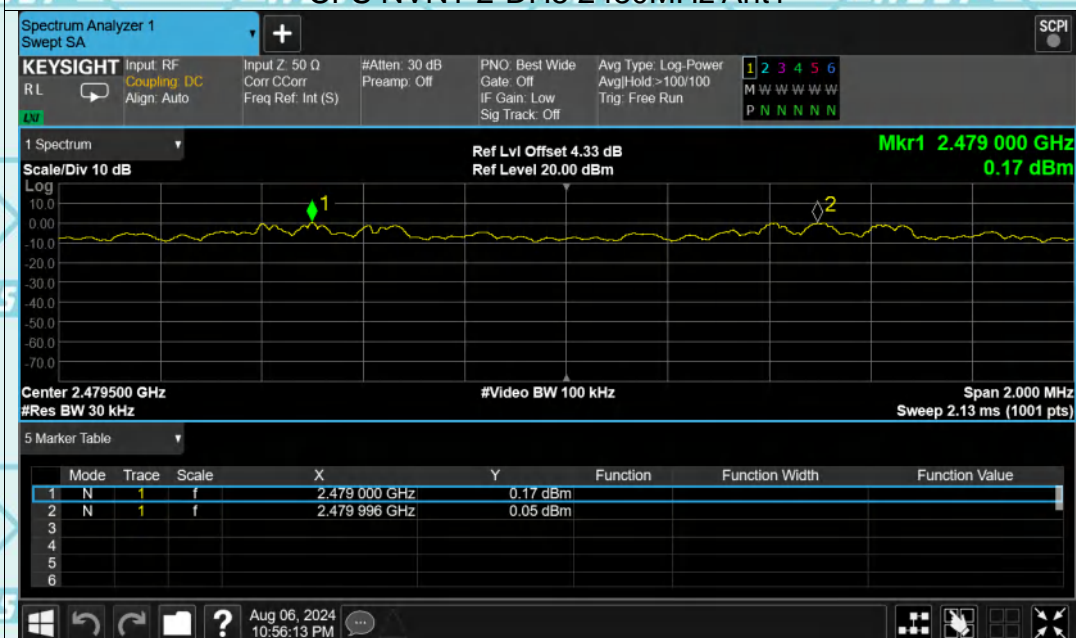 CFS NVNT 2-DH5 2480MHz Ant1
Spectrum Analyzer 1
Swept SA
+
SCPI
KEYSIGHT
RL
LXI
Input: RF
Coupling: DC
Align: Auto
Input Z: 50 Ω
Corr CCorr
Freq Ref: Int (S)
#Atten: 30 dB
Preamp: Off
PNO: Best Wide
Gate: Off
IF Gain: Low
Sig Track: Off
Avg Type: Log-Power
Avg|Hold:>100/100
Trig: Free Run
1 2 3 4 5 6
M W W W W W
P N N N N N
1 Spectrum
Scale/Div 10 dB
Ref Lvl Offset 4.33 dB
Ref Level 20.00 dBm
Mkr1 2.479 000 GHz
0.17 dBm
Log
10.0
0.00
-10.0
-20.0
-30.0
-40.0
-50.0
-60.0
-70.0
1
2
Center 2.479500 GHz
#Res BW 30 kHz
#Video BW 100 kHz
Span 2.000 MHz
Sweep 2.13 ms (1001 pts)
5 Marker Table
Mode Trace Scale X Y Function Function Width Function Value
1 N 1 f 2.479 000 GHz 0.17 dBm
2 N 1 f 2.479 996 GHz 0.05 dBm
3
4
5
6
?
Aug 06, 2024
10:56:13 PM